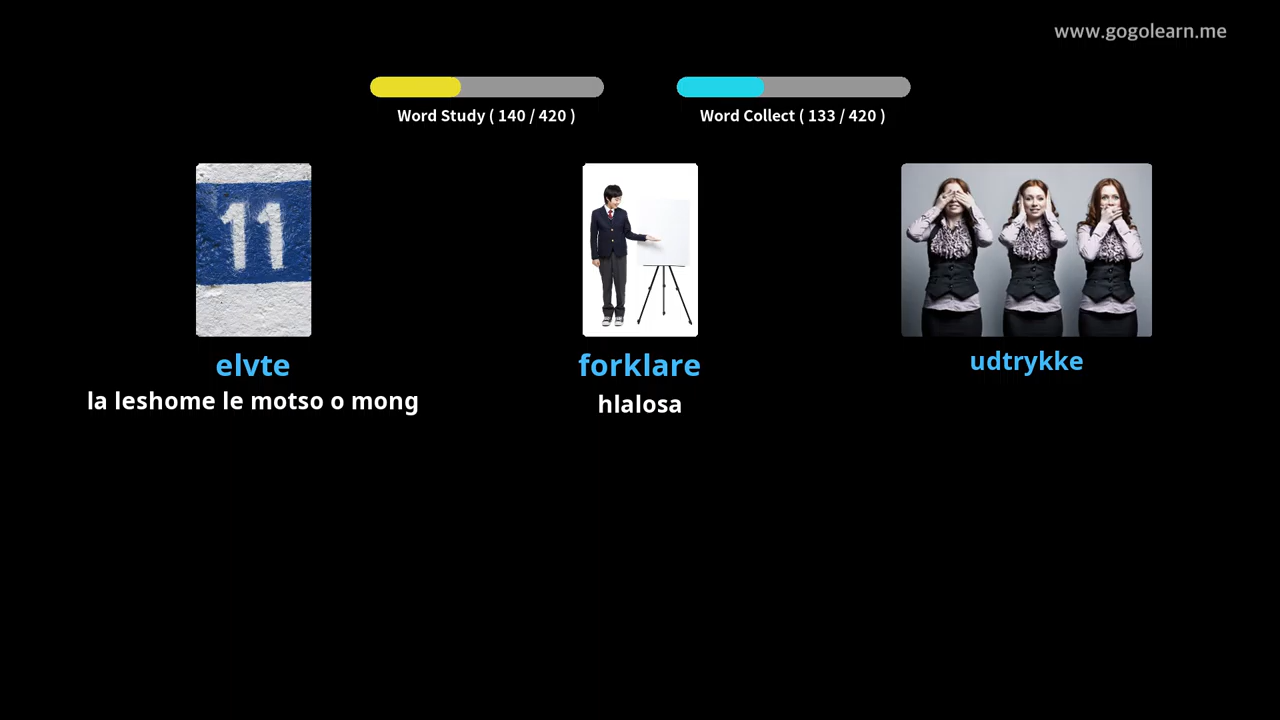 www.gogolearn.me
Word Study ( 140 / 420 )
Word Collect ( 133 / 420 )
11
elvte
la leshome le motso o mong
forklare
hlalosa
udtrykke